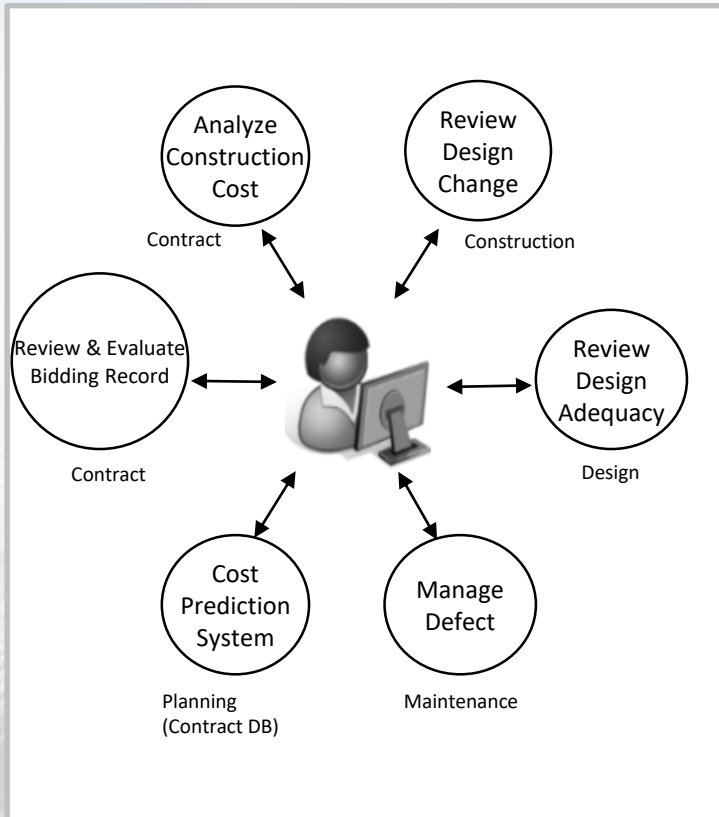 Analyze
Construction
Cost
Contract
Review
Design
Change
Construction
Review & Evaluate
Bidding Record
Contract
Review
Design
Adequacy
Design
Cost
Prediction
System
Planning
(Contract DB)
Manage
Defect
Maintenance